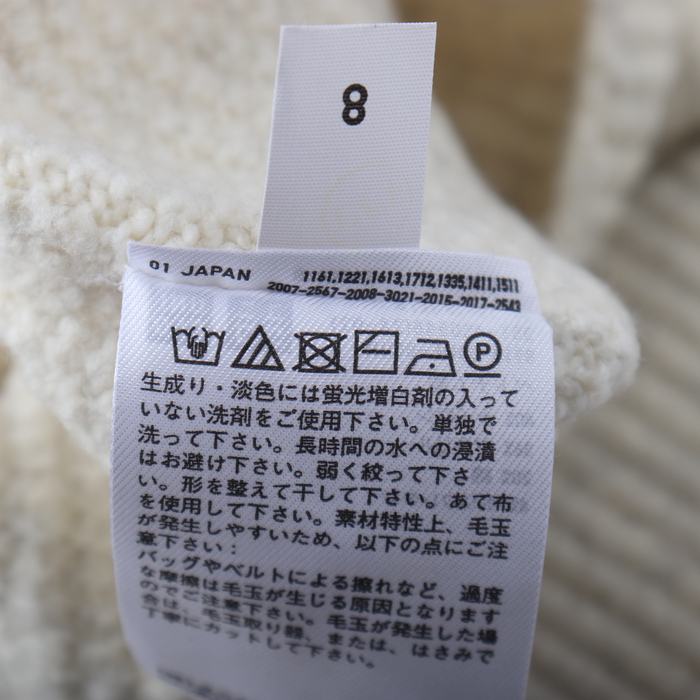 8
01 JAPAN
1161,1221,1613,1712,1335,1411,1511
2007-2567-2008-3021-2015-2017-2543
P
生成り・淡色には蛍光増白剤の入って
いない洗剤をご使用下さい。単独で
洗って下さい。長時間の水への浸漬
はお避け下さい。弱く絞って下さ
い。形を整えて干して下さい。あて布
を使用して下さい。素材特性上、毛玉
が発生しやすいため、以下の点にご注
意下さい：
バッグやベルトによる擦れなど、過度
な摩擦は毛玉が生じる原因となります
のでご注意下さい。毛玉が発生した場
合は、毛玉取り器、または、はさみで
丁寧にカットして下さい。